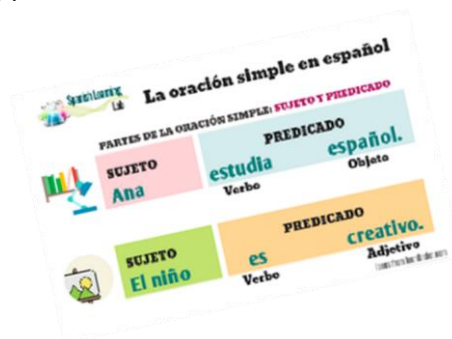 Spanish Learning
Lab
La oración simple en español
PARTES DE LA ORACIÓN SIMPLE: SUJETO Y PREDICADO
SUJETO
Ana
PREDICADO
estudia
español.
Verbo
Objeto
SUJETO
El niño
PREDICADO
es
creativo.
Verbo
Adjetivo